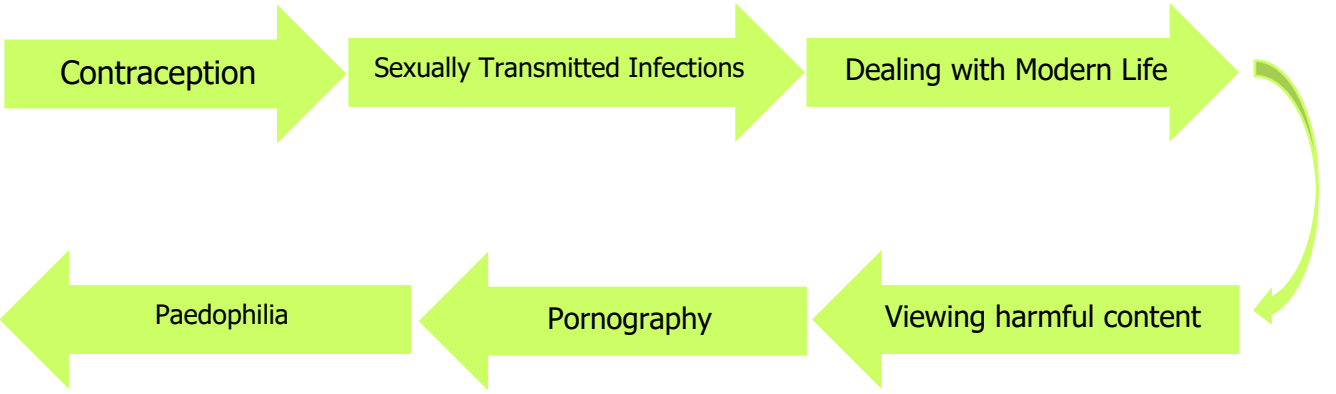 Contraception
Sexually Transmitted Infections
Dealing with Modern Life
Viewing harmful content
Pornography
Paedophilia